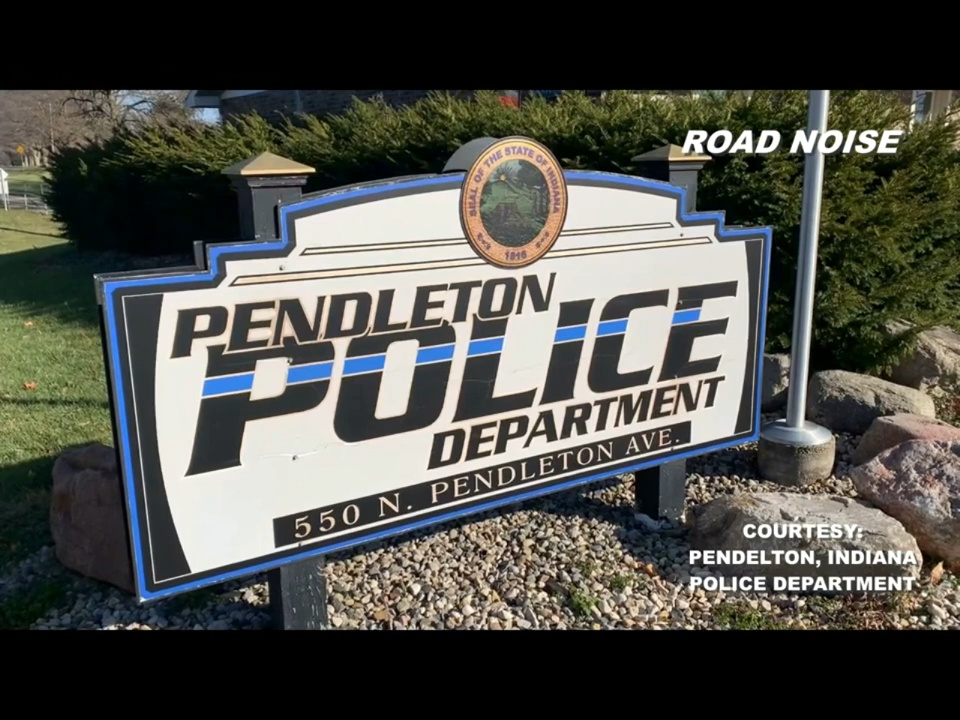 ROAD NOISE
SEAL OF THE STATE OF INDIANA
1816
PENDLETON
POLICE
DEPARTMENT
550 N. PENDLETON AVE.
COURTESY:
PENDELTON, INDIANA
POLICE DEPARTMENT